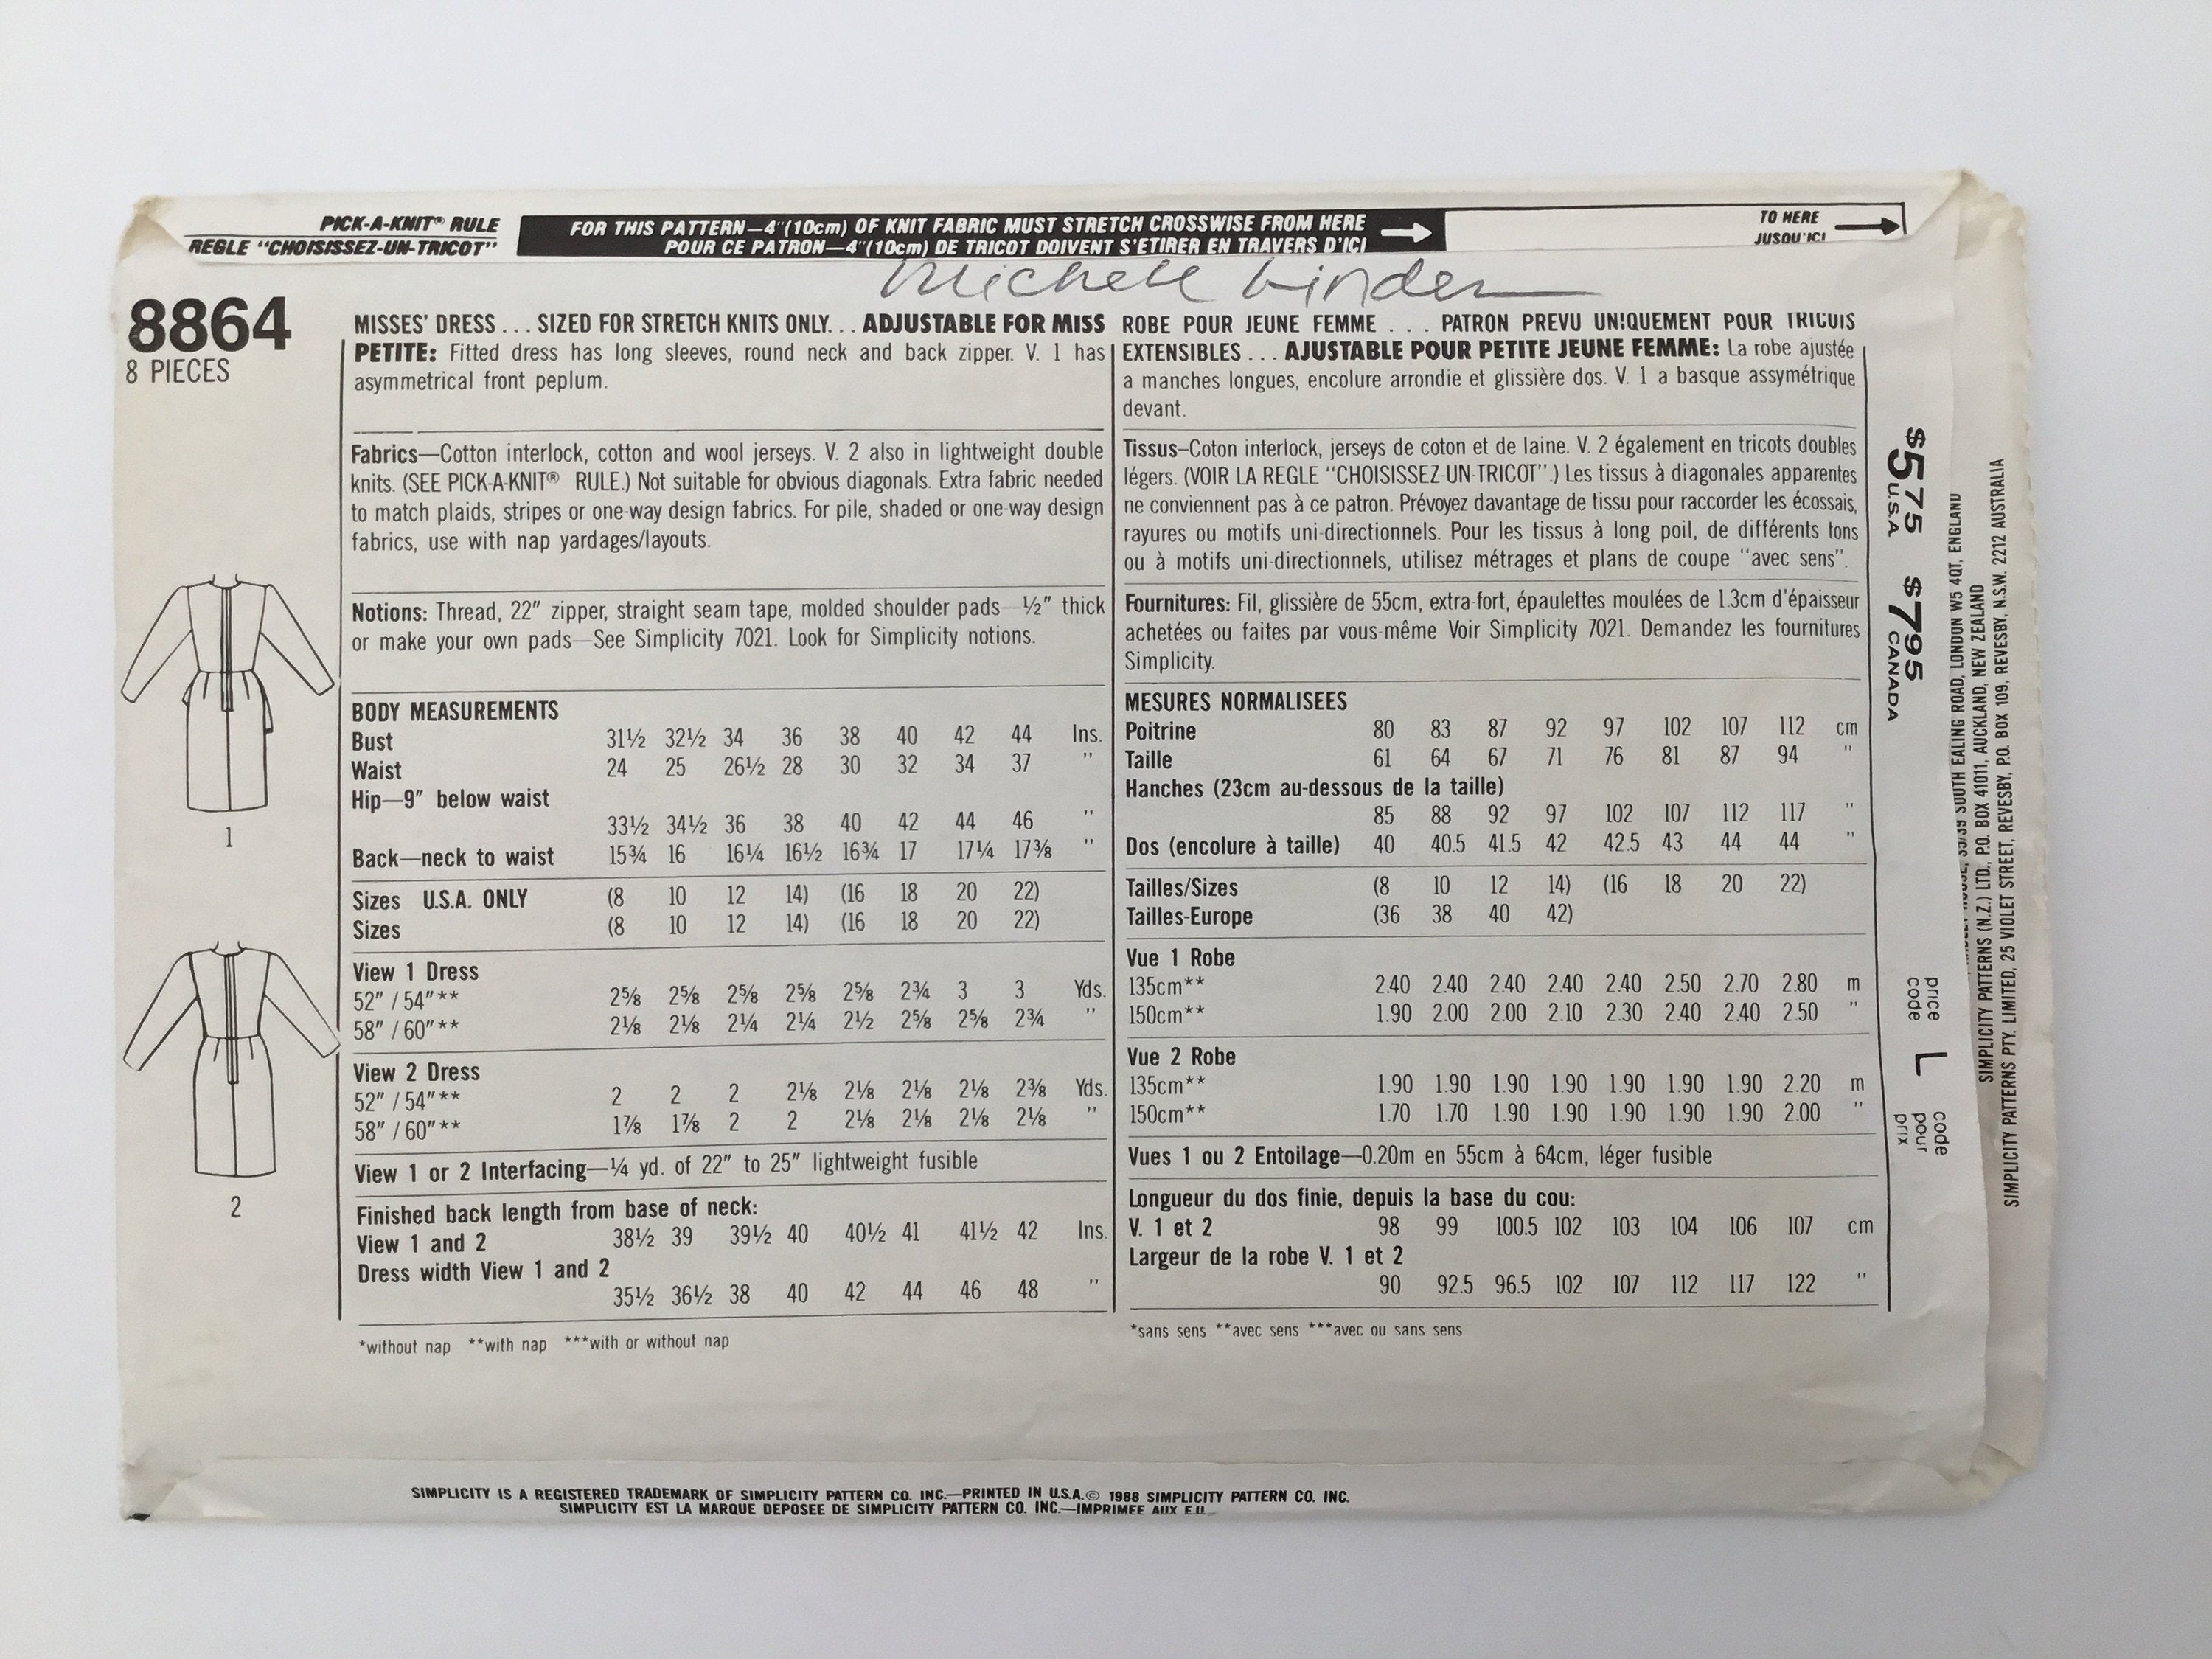 PICK-A-KNIT® RULE
REGLE "CHOISISSEZ-UN-TRICOT"
FOR THIS PATTERN—4"(10cm) OF KNIT FABRIC MUST STRETCH CROSSWISE FROM HERE
POUR CE PATRON—4"(10cm) DE TRICOT DOIVENT S'ETIRER EN TRAVERS D'ICI
TO HERE
JUSQU'ICI
Michele
8864
8 PIECES
MISSES' DRESS . . . SIZED FOR STRETCH KNITS ONLY. . . ADJUSTABLE FOR MISS
PETITE: Fitted dress has long sleeves, round neck and back zipper. V. 1 has
asymmetrical front peplum.
Fabrics—Cotton interlock, cotton and wool jerseys. V. 2 also in lightweight double
knits. (SEE PICK-A-KNIT® RULE.) Not suitable for obvious diagonals. Extra fabric needed
to match plaids, stripes or one-way design fabrics. For pile, shaded or one-way design
fabrics, use with nap yardages/layouts.
Notions: Thread, 22" zipper, straight seam tape, molded shoulder pads—½" thick
or make your own pads—See Simplicity 7021. Look for Simplicity notions.
BODY MEASUREMENTS
Bust 31½ 32½ 34 36 38 40 42 44 Ins.
Waist 24 25 26½ 28 30 32 34 37 "
Hip—9" below waist
33½ 34½ 36 38 40 42 44 46 "
Back—neck to waist 15¾ 16 16¼ 16½ 16¾ 17 17¼ 17⅜ "
Sizes U.S.A. ONLY (8 10 12 14) (16 18 20 22)
Sizes (8 10 12 14) (16 18 20 22)
View 1 Dress
52" / 54"** 2⅝ 2⅝ 2⅝ 2⅝ 2⅝ 2¾ 3 3 Yds.
58" / 60"** 2⅛ 2⅛ 2¼ 2¼ 2½ 2⅝ 2⅝ 2¾ "
View 2 Dress
52" / 54"** 2 2 2 2⅛ 2⅛ 2⅛ 2⅛ 2⅜ Yds.
58" / 60"** 1⅞ 1⅞ 2 2 2⅛ 2⅛ 2⅛ 2⅛ "
View 1 or 2 Interfacing—¼ yd. of 22" to 25" lightweight fusible
Finished back length from base of neck:
View 1 and 2 38½ 39 39½ 40 40½ 41 41½ 42 Ins.
Dress width View 1 and 2
35½ 36½ 38 40 42 44 46 48 "
*without nap **with nap ***with or without nap
1
2
ROBE POUR JEUNE FEMME . . . PATRON PREVU UNIQUEMENT POUR TRICOTS
EXTENSIBLES . . . AJUSTABLE POUR PETITE JEUNE FEMME: La robe ajustée
a manches longues, encolure arrondie et glissière dos. V. 1 a basque assymétrique
devant.
Tissus—Coton interlock, jerseys de coton et de laine. V. 2 également en tricots doubles
légers. (VOIR LA REGLE "CHOISISSEZ-UN-TRICOT".) Les tissus à diagonales apparentes
ne conviennent pas à ce patron. Prévoyez davantage de tissu pour raccorder les écossais,
rayures ou motifs uni-directionnels. Pour les tissus à long poil, de différents tons
ou à motifs uni-directionnels, utilisez métrages et plans de coupe "avec sens".
Fournitures: Fil, glissière de 55cm, extra-fort, épaulettes moulées de 1.3cm d'épaisseur
achetées ou faites par vous-même Voir Simplicity 7021. Demandez les fournitures
Simplicity.
MESURES NORMALISEES
Poitrine 80 83 87 92 97 102 107 112 cm
Taille 61 64 67 71 76 81 87 94 "
Hanches (23cm au-dessous de la taille)
85 88 92 97 102 107 112 117 "
Dos (encolure à taille) 40 40.5 41.5 42 42.5 43 44 44 "
Tailles/Sizes (8 10 12 14) (16 18 20 22)
Tailles-Europe (36 38 40 42)
Vue 1 Robe
135cm** 2.40 2.40 2.40 2.40 2.40 2.50 2.70 2.80 m
150cm** 1.90 2.00 2.00 2.10 2.30 2.40 2.40 2.50 "
Vue 2 Robe
135cm** 1.90 1.90 1.90 1.90 1.90 1.90 1.90 2.20 m
150cm** 1.70 1.70 1.90 1.90 1.90 1.90 1.90 2.00 "
Vues 1 ou 2 Entoilage—0.20m en 55cm à 64cm, léger fusible
Longueur du dos finie, depuis la base du cou:
V. 1 et 2 98 99 100.5 102 103 104 106 107 cm
Largeur de la robe V. 1 et 2
90 92.5 96.5 102 107 112 117 122 "
*sans sens **avec sens ***avec ou sans sens
$5.75 U.S.A. $7.95 CANADA
price code L code pour prix
SOUTH EALING ROAD, LONDON W5 4QT, ENGLAND
SIMPLICITY PATTERNS (N.Z.) LTD., P.O. BOX 41011, AUCKLAND, NEW ZEALAND
SIMPLICITY PATTERNS PTY. LIMITED, 25 VIOLET STREET, REVESBY, P.O. BOX 109, REVESBY, N.S.W. 2212 AUSTRALIA
SIMPLICITY IS A REGISTERED TRADEMARK OF SIMPLICITY PATTERN CO. INC.—PRINTED IN U.S.A.© 1988 SIMPLICITY PATTERN CO. INC.
SIMPLICITY EST LA MARQUE DEPOSEE DE SIMPLICITY PATTERN CO. INC.—IMPRIMEE AUX E.U.